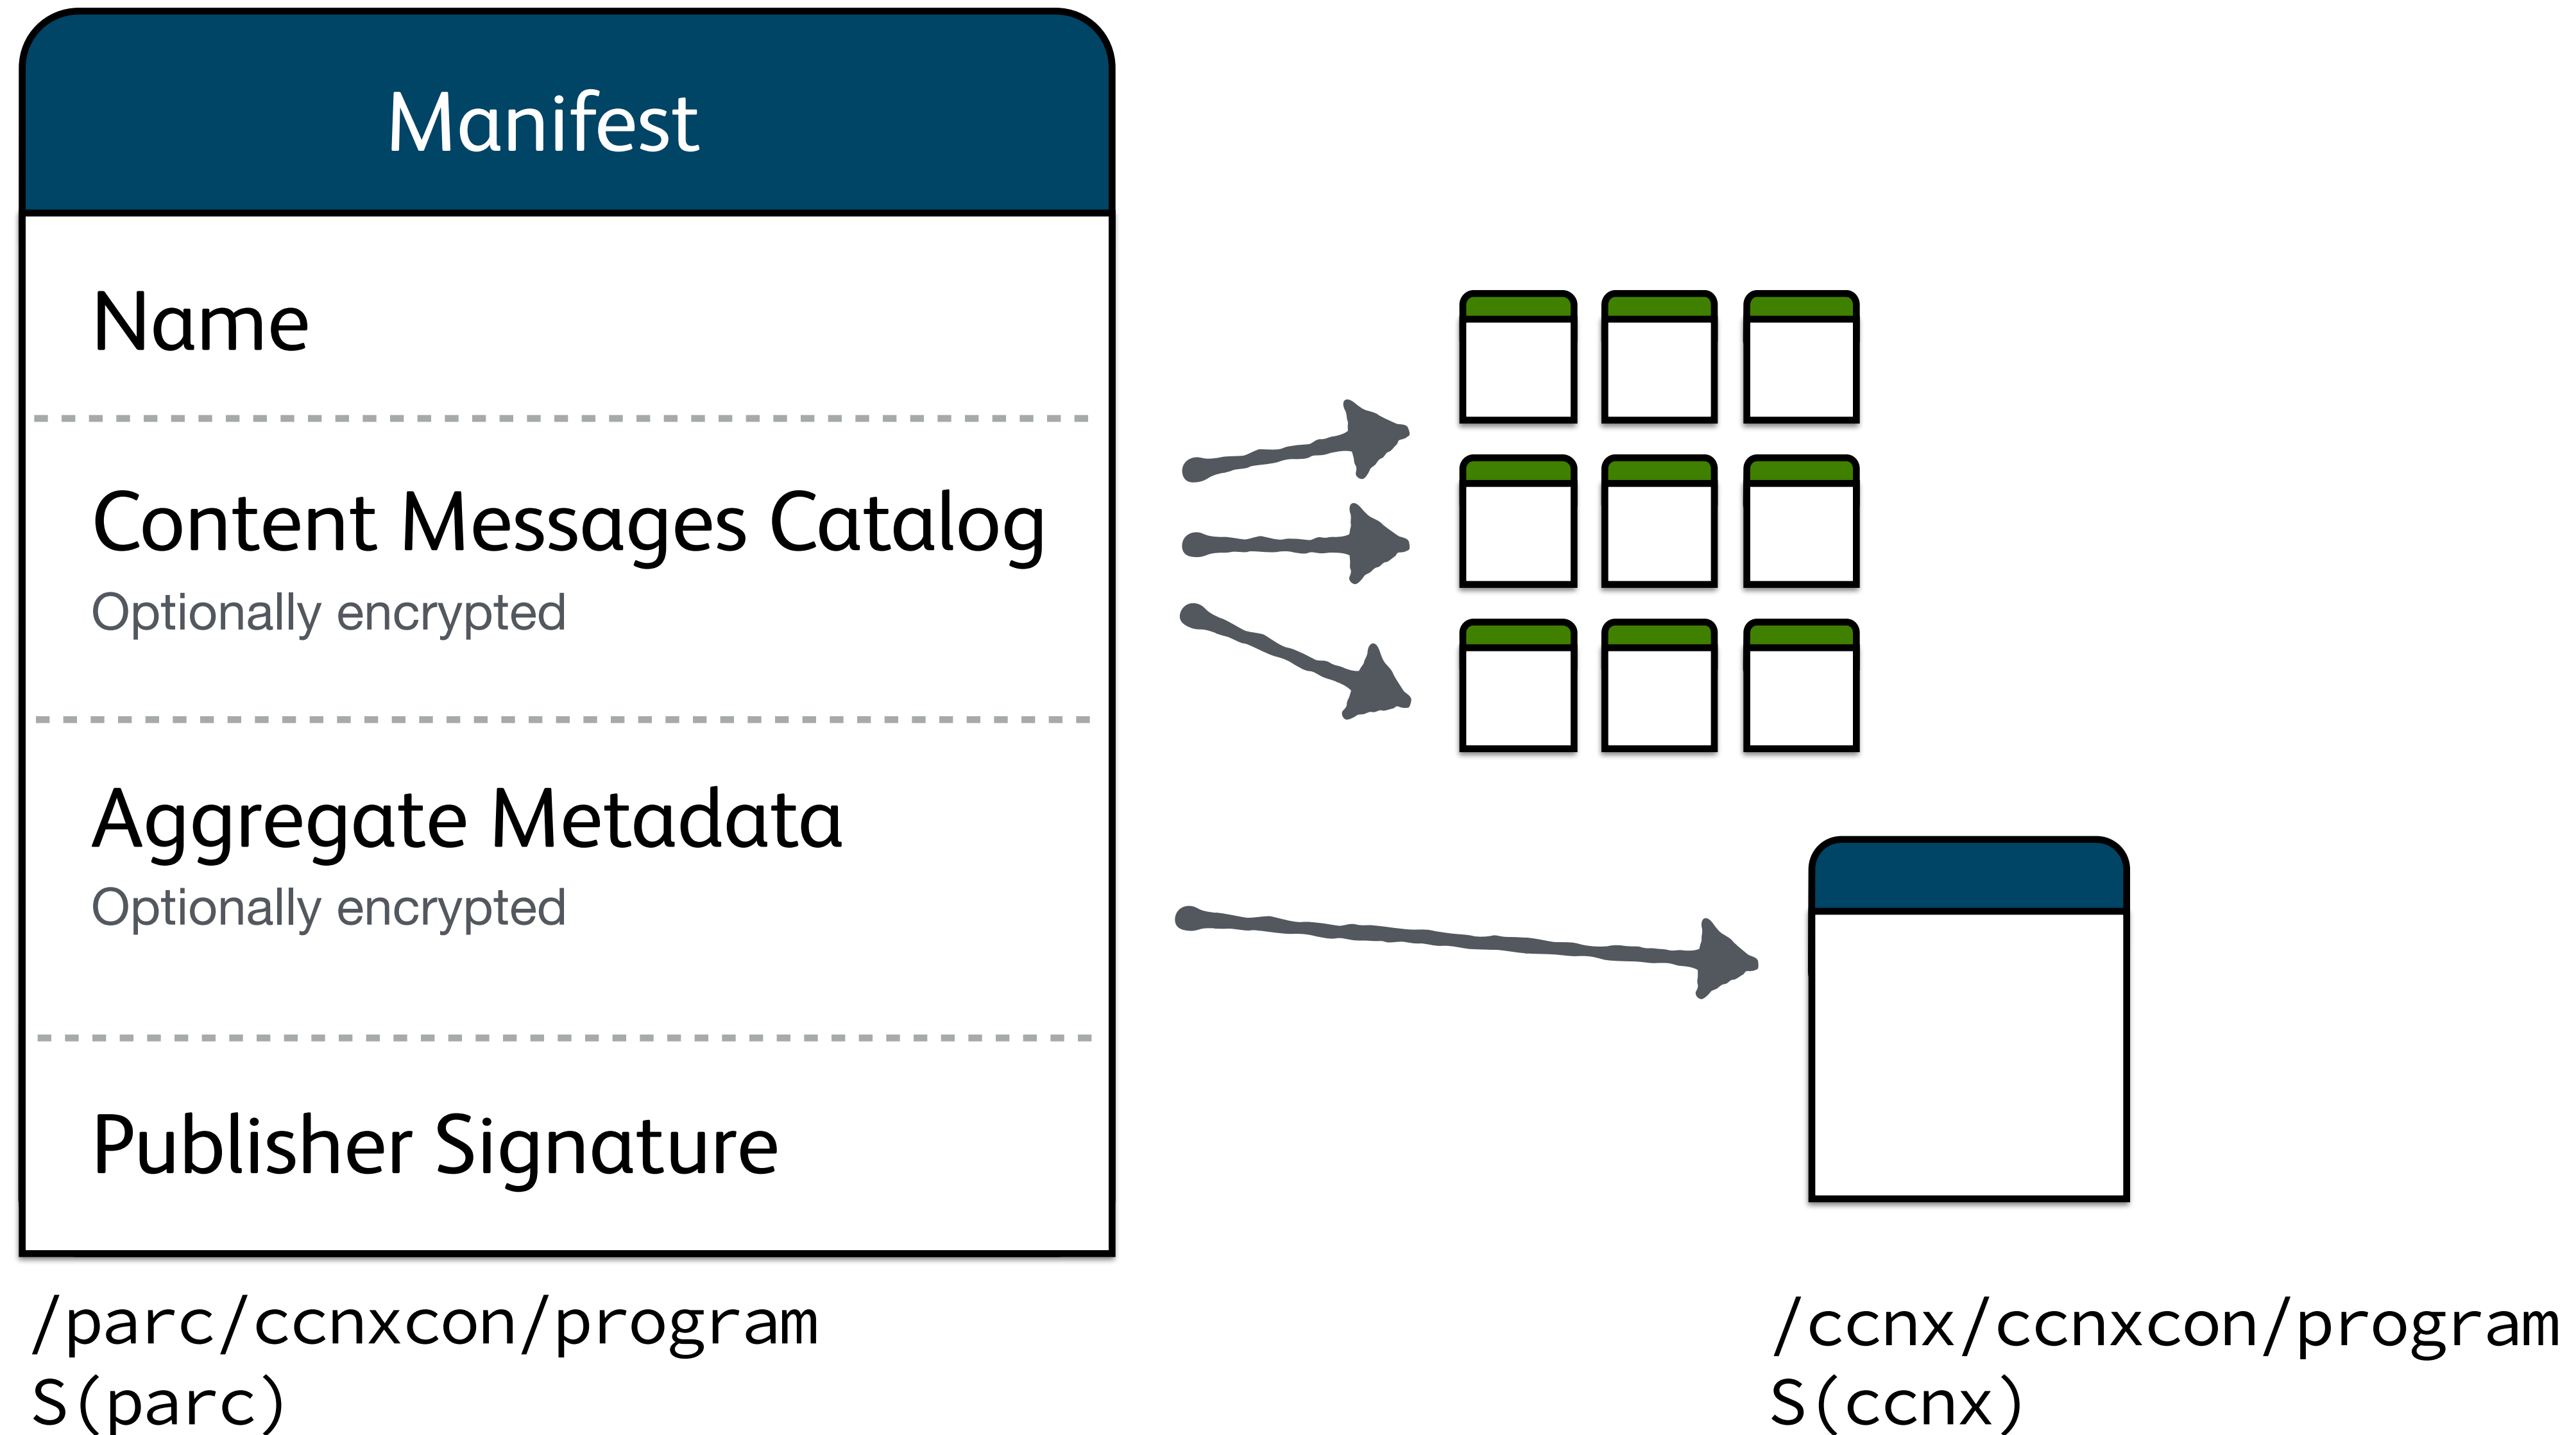 Manifest
Name
Content Messages Catalog
Optionally encrypted
Aggregate Metadata
Optionally encrypted
Publisher Signature
/parc/ccnxcon/program
S(parc)
/ccnx/ccnxcon/program
S(ccnx)